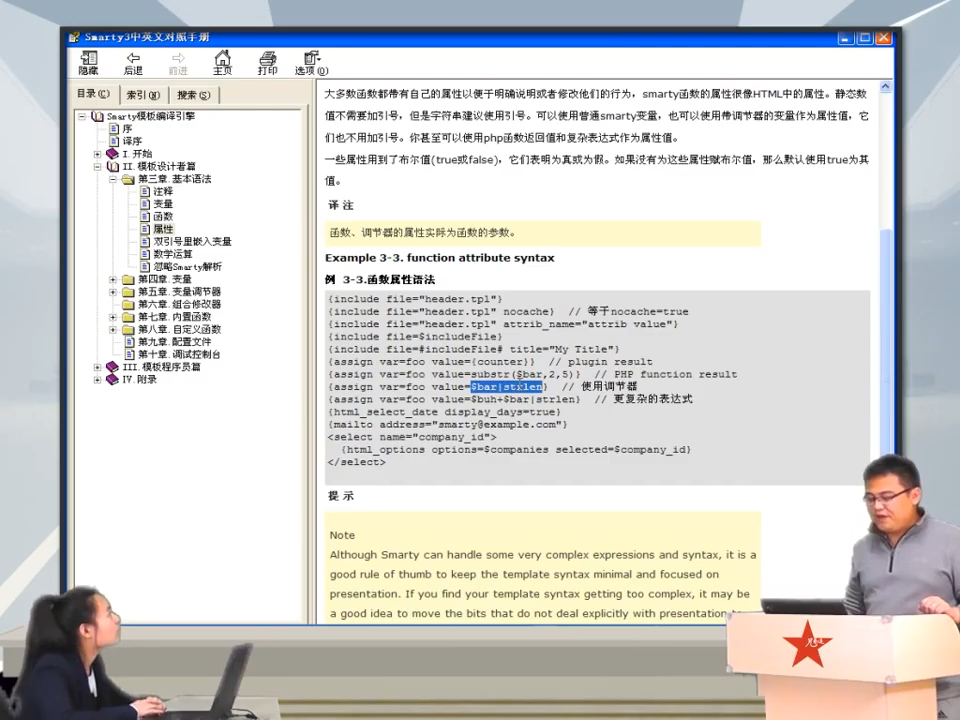 Smarty3中英文对照手册
隐藏 后退 前进 主页 打印 选项(O)
目录(C) 索引(N) 搜索(S)
Smarty模板编译引擎
序
译序
I.开始
II.模板设计者篇
第三章.基本语法
注释
变量
函数
属性
双引号里嵌入变量
数学运算
忽略Smarty解析
第四章.变量
第五章.变量调节器
第六章.组合修改器
第七章.内置函数
第八章.自定义函数
第九章.配置文件
第十章.调试控制台
III.模板程序员篇
IV.附录
大多数函数都带有自己的属性以便于明确说明或者修改他们的行为，smarty函数的属性很像HTML中的属性。静态数
值不需要加引号，但是字符串建议使用引号。可以使用普通smarty变量，也可以使用带调节器的变量作为属性值，它
们也不用加引号。你甚至可以使用php函数返回值和复杂表达式作为属性值。
一些属性用到了布尔值(true或false)，它们表明为真或为假。如果没有为这些属性赋布尔值，那么默认使用true为其
值。
译注
函数、调节器的属性实际为函数的参数。
Example 3-3. function attribute syntax
例 3-3.函数属性语法
{include file="header.tpl"}
{include file="header.tpl" nocache} // 等于nocache=true
{include file="header.tpl" attrib_name="attrib value"}
{include file=$includeFile}
{include file=#includeFile# title="My Title"}
{assign var=foo value={counter}} // plugin result
{assign var=foo value=substr($bar,2,5)} // PHP function result
{assign var=foo value=$bar|strlen} // 使用调节器
{assign var=foo value=$buh+$bar|strlen} // 更复杂的表达式
{html_select_date display_days=true}
{mailto address="smarty@example.com"}
<select name="company_id">
{html_options options=$companies selected=$company_id}
</select>
提示
Note
Although Smarty can handle some very complex expressions and syntax, it is a
good rule of thumb to keep the template syntax minimal and focused on
presentation. If you find your template syntax getting too complex, it may be
a good idea to move the bits that do not deal explicitly with presentation to